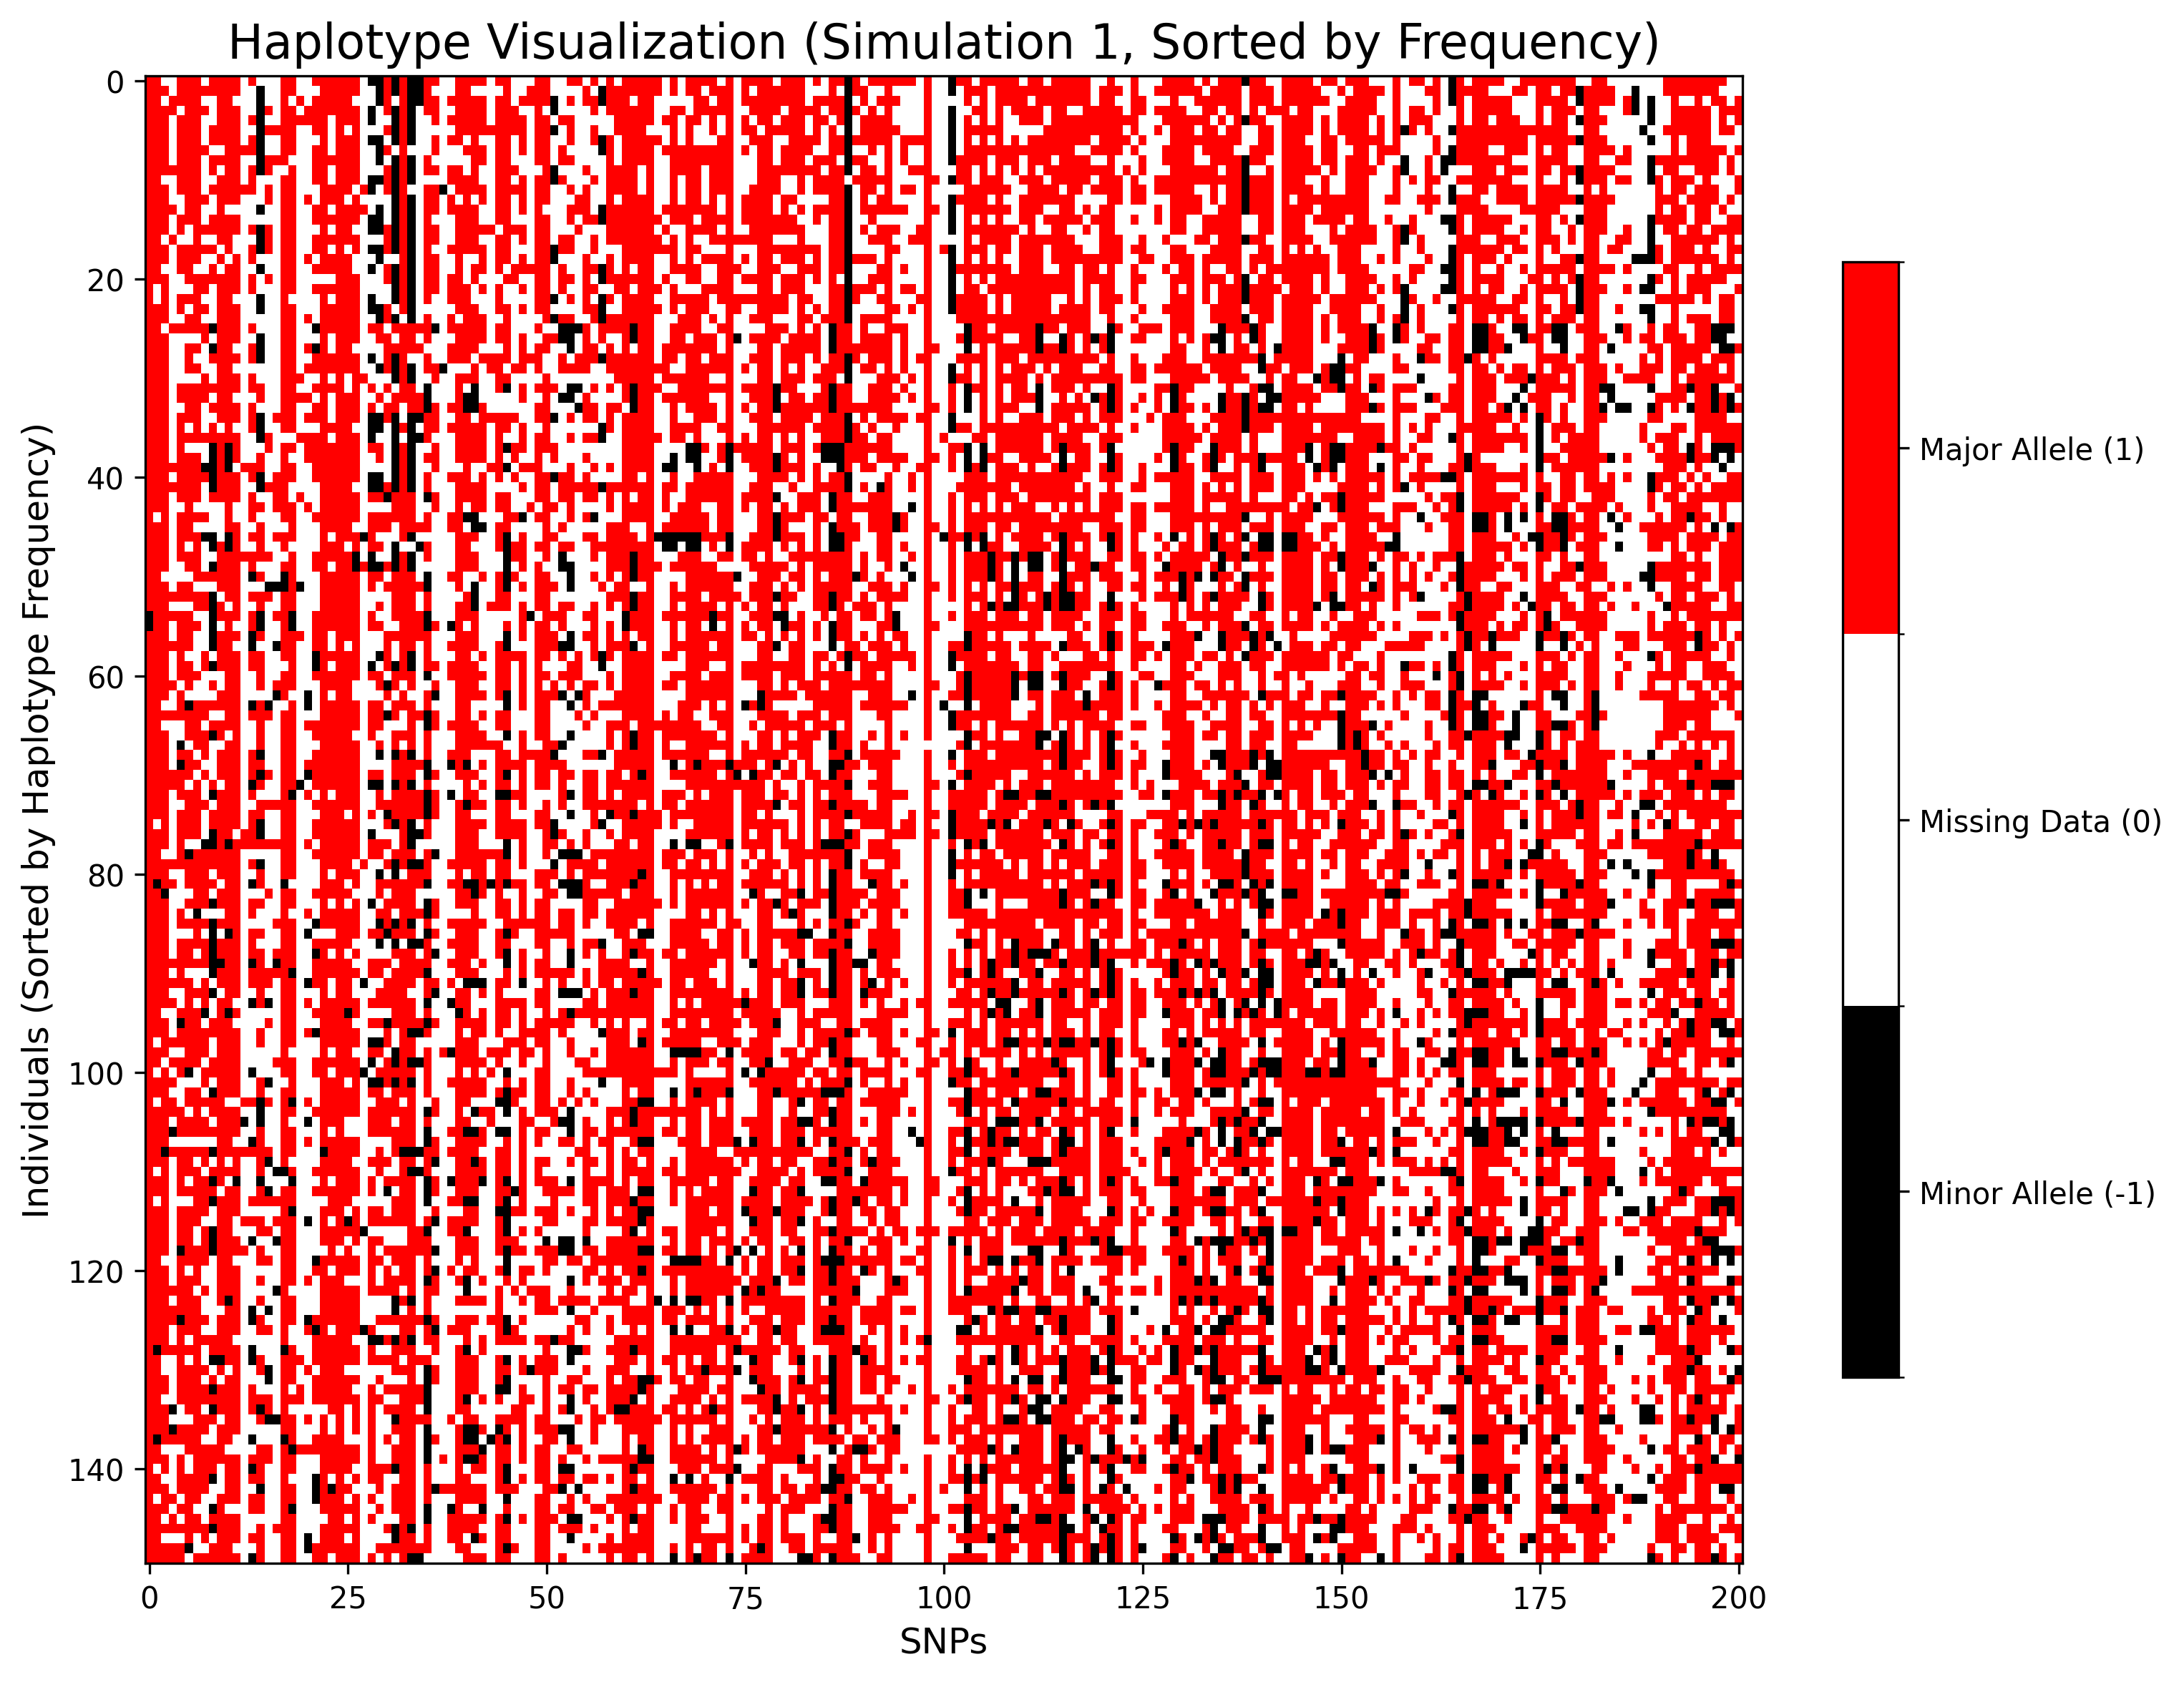 Haplotype Visualization (Simulation 1, Sorted by Frequency)
Individuals (Sorted by Haplotype Frequency)
0
20
40
60
80
100
120
140
0
25
50
75
100
125
150
175
200
SNPs
Major Allele (1)
Missing Data (0)
Minor Allele (-1)